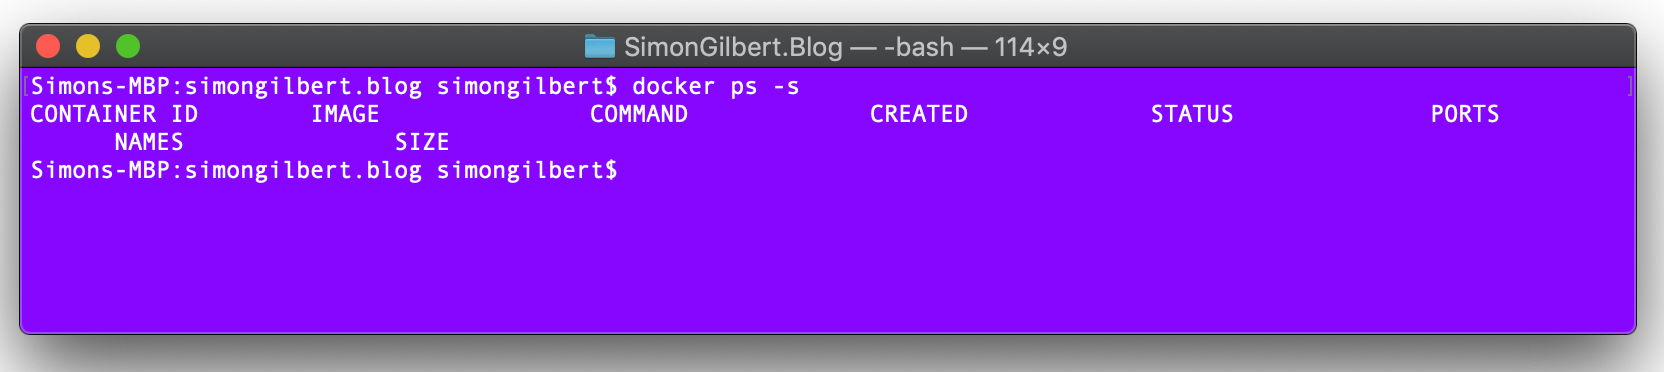 SimonGilbert.Blog — -bash — 114×9
[Simons-MBP:simongilbert.blog simongilbert$ docker ps -s ]
CONTAINER ID IMAGE COMMAND CREATED STATUS PORTS
NAMES SIZE
Simons-MBP:simongilbert.blog simongilbert$